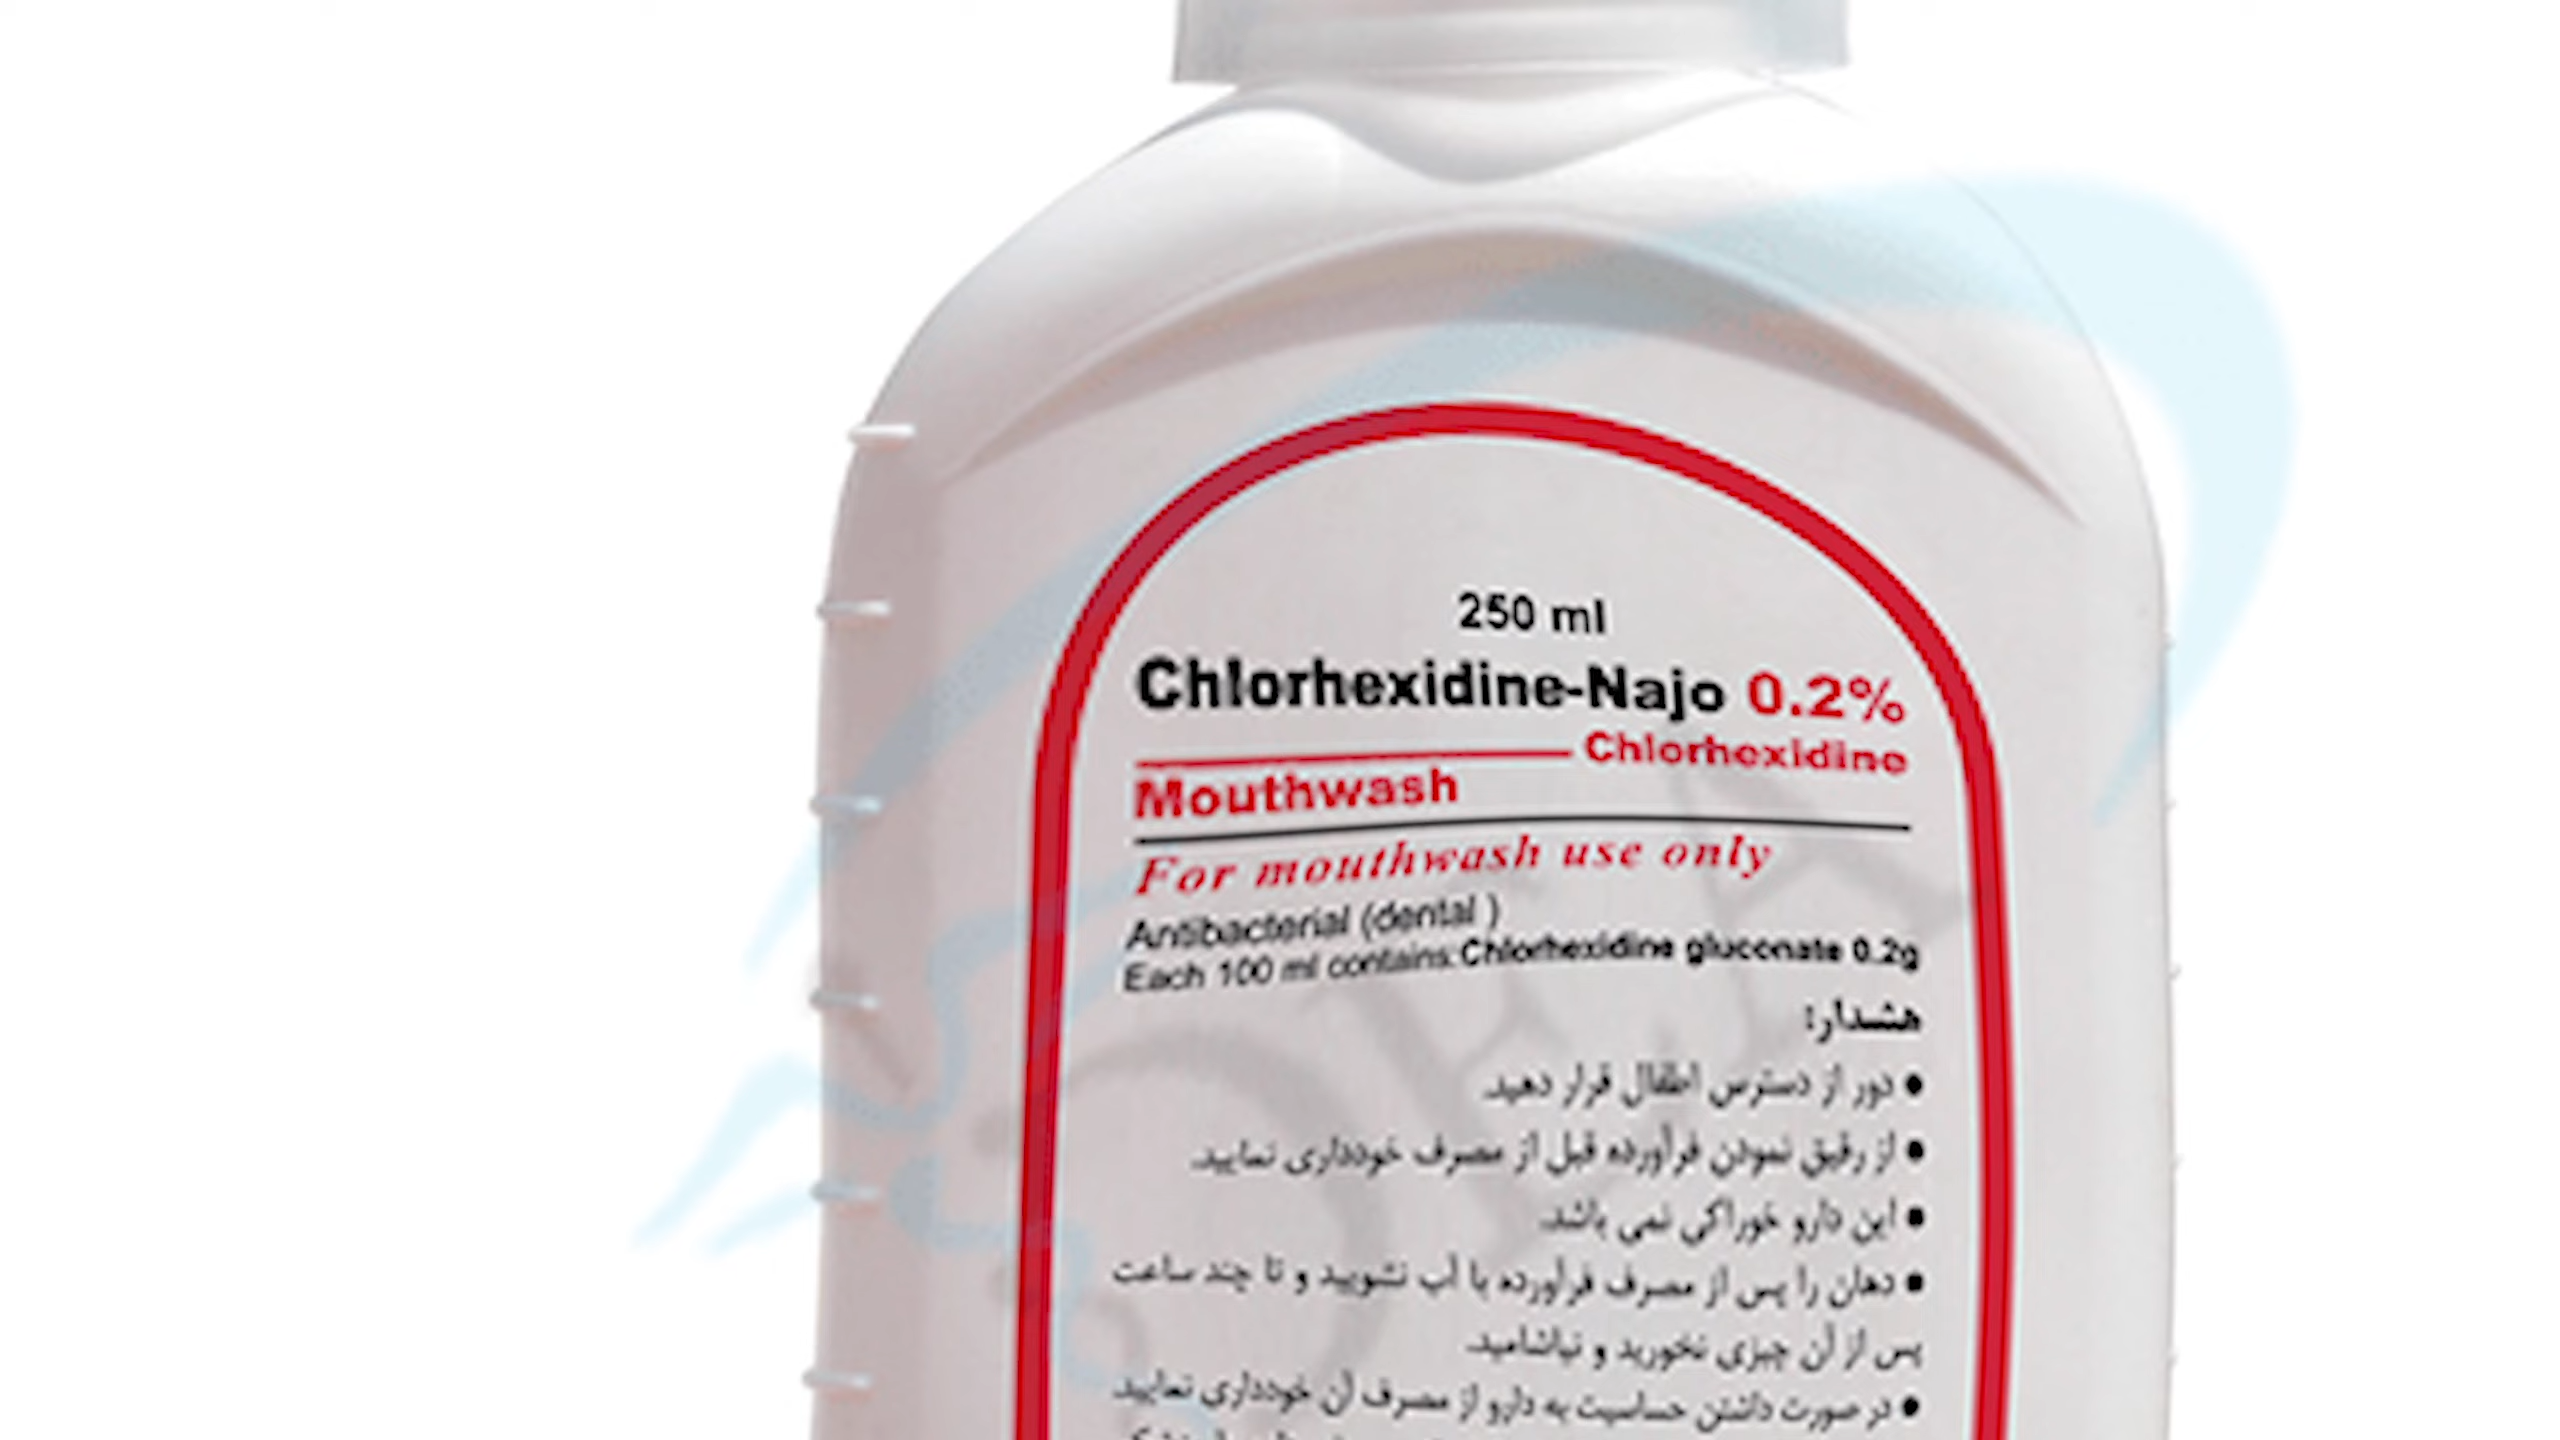 250 ml
Chlorhexidine-Najo 0.2%
Chlorhexidine
Mouthwash
For mouthwash use only
Antibacterial (dental )
Each 100 ml contains:Chlorhexidine gluconate 0.2g
هشدار:
● دور از دسترس اطفال قرار دهید.
● از رقیق نمودن فرآورده قبل از مصرف خودداری نمایید.
● این دارو خوراکی نمی باشد.
● دهان را پس از مصرف فرآورده با آب نشویید و تا چند ساعت
پس از آن چیزی نخورید و نیاشامید.
● در صورت داشتن حساسیت به دارو از مصرف آن خودداری نمایید